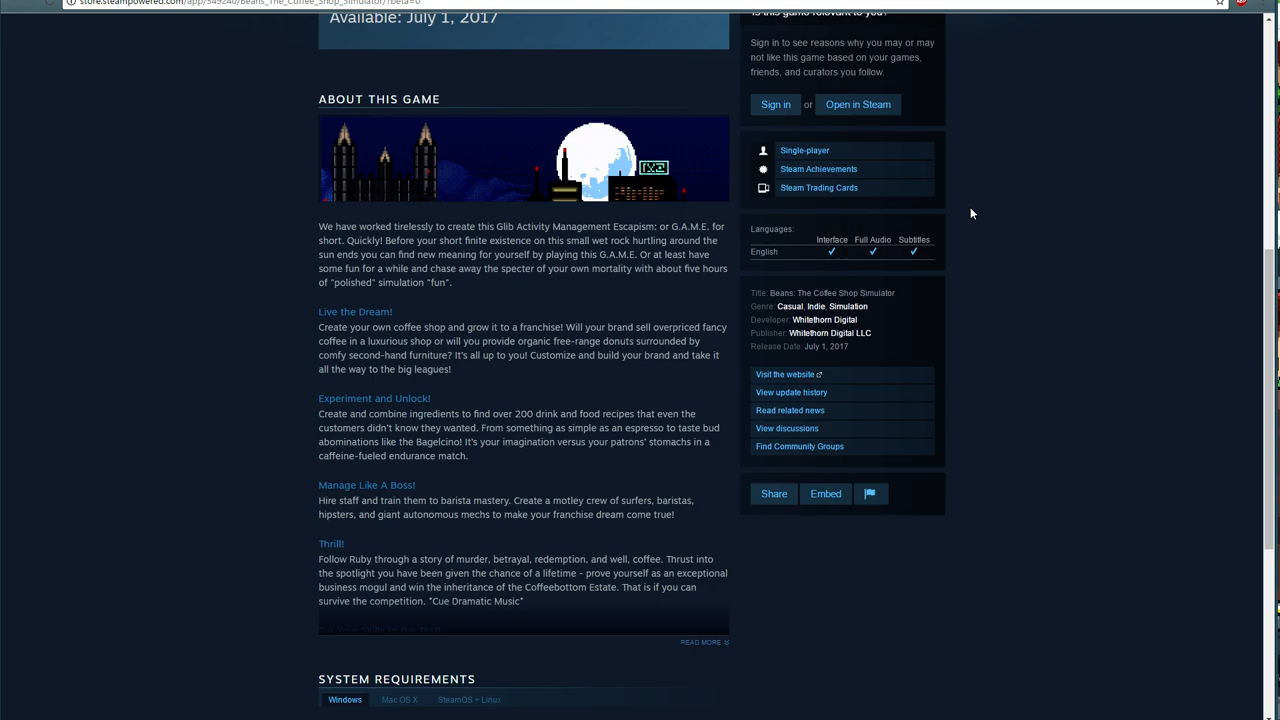 store.steampowered.com/app/549240/Beans_The_Coffee_Shop_Simulator/?beta=0
Available: July 1, 2017
ABOUT THIS GAME
We have worked tirelessly to create this Glib Activity Management Escapism: or G.A.M.E. for
short. Quickly! Before your short finite existence on this small wet rock hurtling around the
sun ends you can find new meaning for yourself by playing this G.A.M.E. Or at least have
some fun for a while and chase away the specter of your own mortality with about five hours
of "polished" simulation "fun".
Live the Dream!
Create your own coffee shop and grow it to a franchise! Will your brand sell overpriced fancy
coffee in a luxurious shop or will you provide organic free-range donuts surrounded by
comfy second-hand furniture? It's all up to you! Customize and build your brand and take it
all the way to the big leagues!
Experiment and Unlock!
Create and combine ingredients to find over 200 drink and food recipes that even the
customers didn't know they wanted. From something as simple as an espresso to taste bud
abominations like the Bagelcino! It's your imagination versus your patrons' stomachs in a
caffeine-fueled endurance match.
Manage Like A Boss!
Hire staff and train them to barista mastery. Create a motley crew of surfers, baristas,
hipsters, and giant autonomous mechs to make your franchise dream come true!
Thrill!
Follow Ruby through a story of murder, betrayal, redemption, and well, coffee. Thrust into
the spotlight you have been given the chance of a lifetime - prove yourself as an exceptional
business mogul and win the inheritance of the Coffeebottom Estate. That is if you can
survive the competition. *Cue Dramatic Music*
READ MORE
SYSTEM REQUIREMENTS
Windows Mac OS X SteamOS + Linux
Is this game relevant to you?
Sign in to see reasons why you may or may
not like this game based on your games,
friends, and curators you follow.
Sign in or Open in Steam
Single-player
Steam Achievements
Steam Trading Cards
Languages:
Interface Full Audio Subtitles
English ✓ ✓ ✓
Title: Beans: The Coffee Shop Simulator
Genre: Casual, Indie, Simulation
Developer: Whitethorn Digital
Publisher: Whitethorn Digital LLC
Release Date: July 1, 2017
Visit the website
View update history
Read related news
View discussions
Find Community Groups
Share Embed